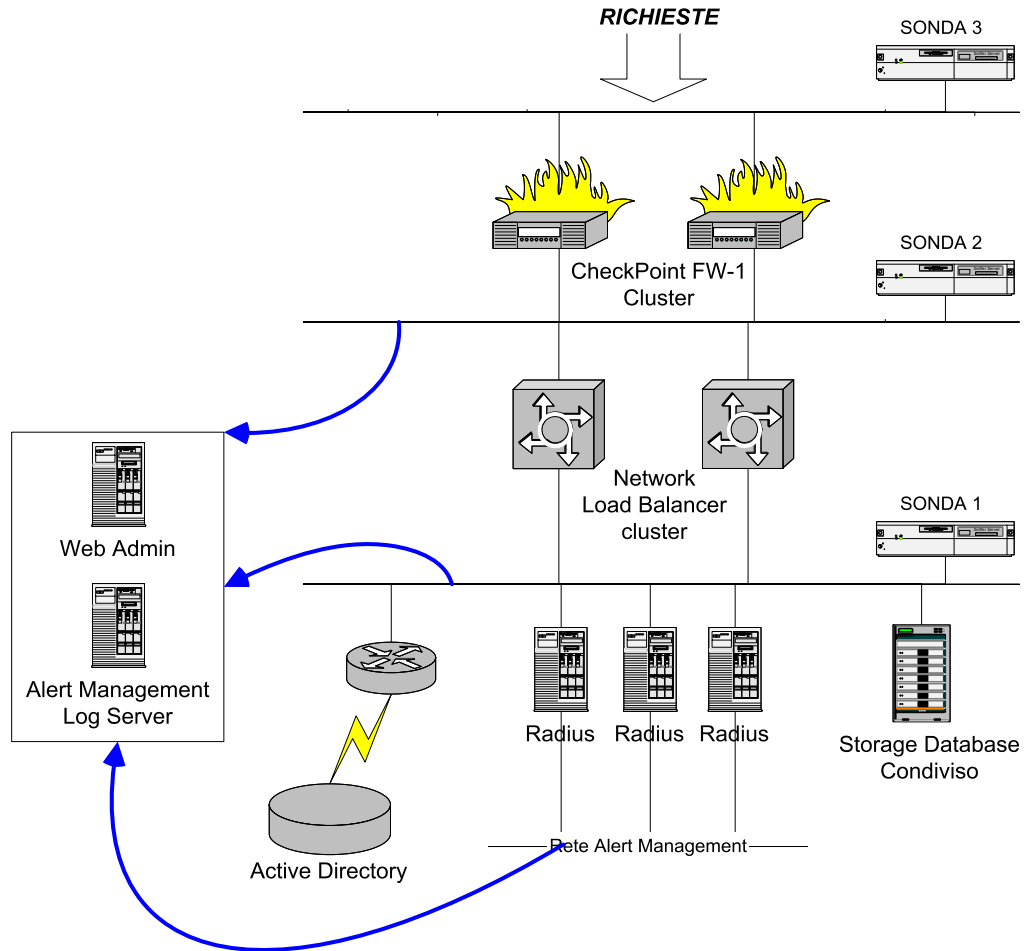 RICHIESTE
SONDA 3
CheckPoint FW-1
Cluster
SONDA 2
Network
Load Balancer
cluster
SONDA 1
Web Admin
Alert Management
Log Server
Radius
Radius
Radius
Storage Database
Condiviso
Active Directory
Rete Alert Management